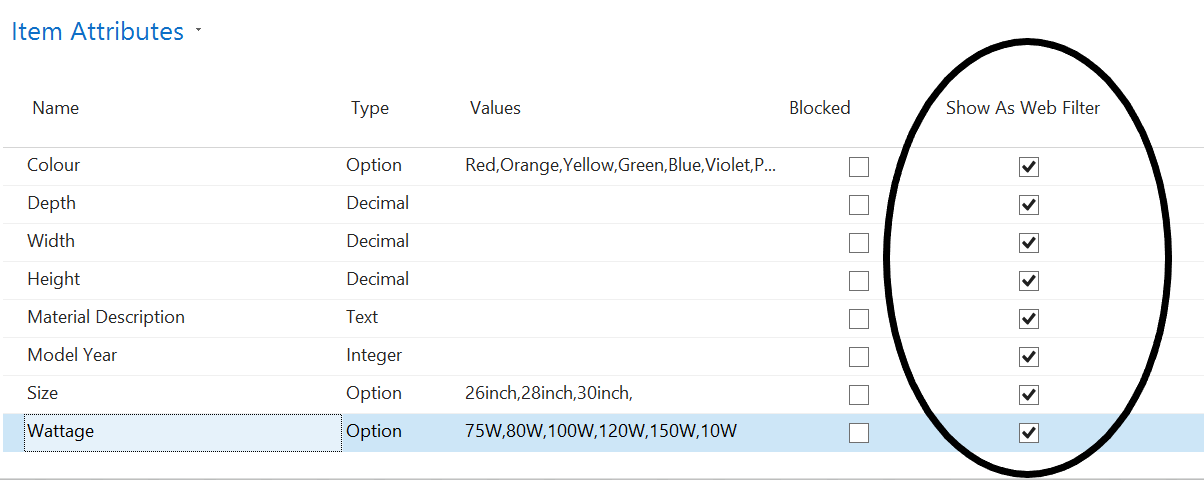 Item Attributes
Name Type Values Blocked Show As Web Filter
Colour Option Red,Orange,Yellow,Green,Blue,Violet,P...
Depth Decimal
Width Decimal
Height Decimal
Material Description Text
Model Year Integer
Size Option 26inch,28inch,30inch,
Wattage Option 75W,80W,100W,120W,150W,10W